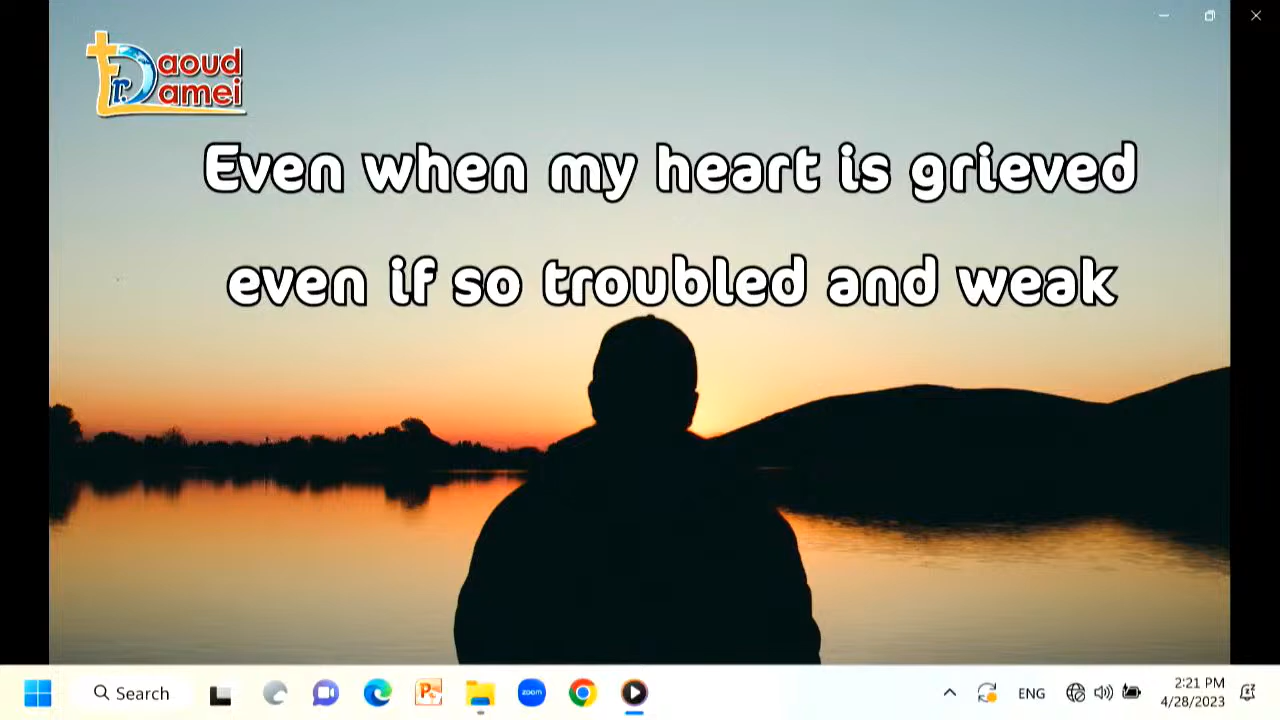 Fr. Daoud
Lamei
Even when my heart is grieved
even if so troubled and weak
Search
zoom
ENG
2:21 PM
4/28/2023